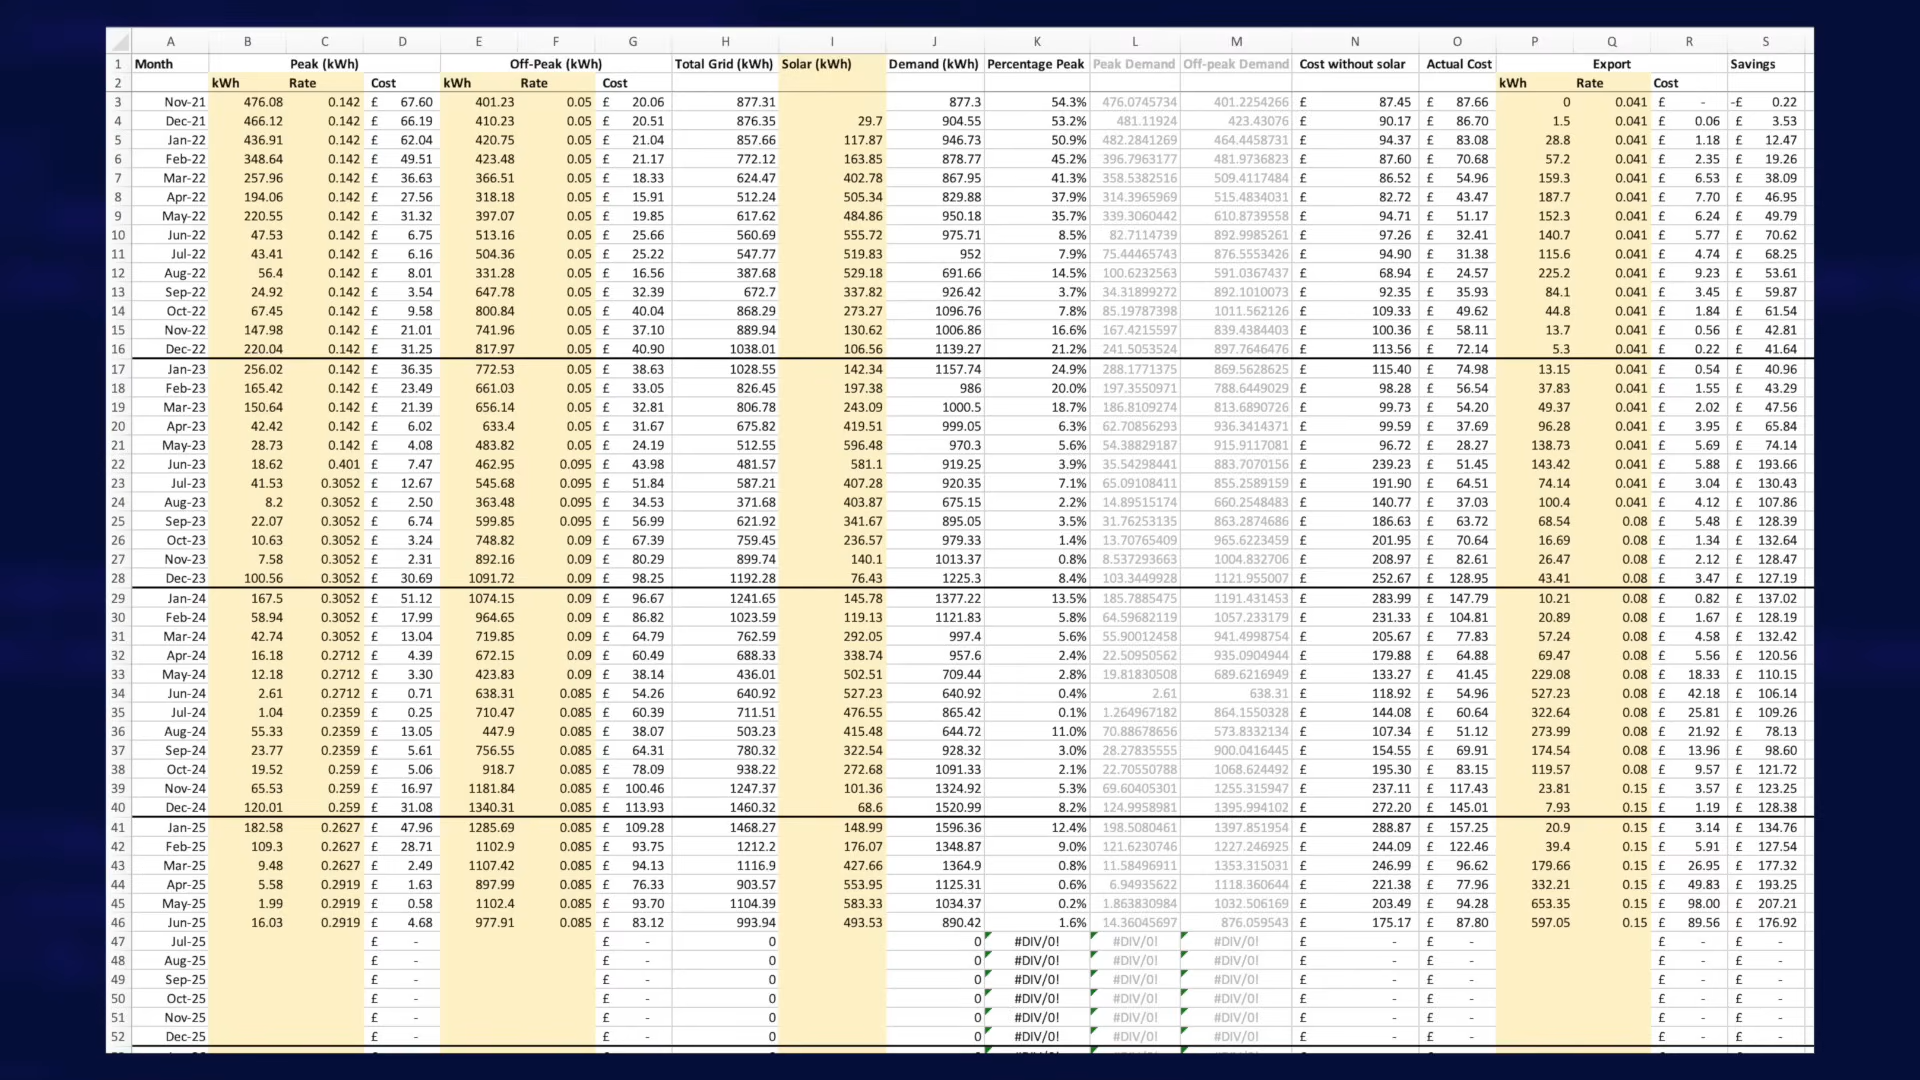 A B C D E F G H I J K L M N O P Q R S
1 Month Peak (kWh) Off-Peak (kWh) Total Grid (kWh) Solar (kWh) Demand (kWh) Percentage Peak Peak Demand Off-peak Demand Cost without solar Actual Cost Export Savings
2 kWh Rate Cost kWh Rate Cost kWh Rate Cost
3 Nov-21 476.08 0.142 £ 67.60 401.23 0.05 £ 20.06 877.31 877.3 54.3% 476.0745734 401.2254266 £ 87.45 £ 87.66 0 0.041 £ - -£ 0.22
4 Dec-21 466.12 0.142 £ 66.19 410.23 0.05 £ 20.51 876.35 29.7 904.55 53.2% 481.11924 423.43076 £ 90.17 £ 86.70 1.5 0.041 £ 0.06 £ 3.53
5 Jan-22 436.91 0.142 £ 62.04 420.75 0.05 £ 21.04 857.66 117.87 946.73 50.9% 482.2841269 464.4458731 £ 94.37 £ 83.08 28.8 0.041 £ 1.18 £ 12.47
6 Feb-22 348.64 0.142 £ 49.51 423.48 0.05 £ 21.17 772.12 163.85 878.77 45.2% 396.7963177 481.9736823 £ 87.60 £ 70.68 57.2 0.041 £ 2.35 £ 19.26
7 Mar-22 257.96 0.142 £ 36.63 366.51 0.05 £ 18.33 624.47 402.78 867.95 41.3% 358.5382516 509.4117484 £ 86.52 £ 54.96 159.3 0.041 £ 6.53 £ 38.09
8 Apr-22 194.06 0.142 £ 27.56 318.18 0.05 £ 15.91 512.24 505.34 829.88 37.9% 314.3965969 515.4834031 £ 82.72 £ 43.47 187.7 0.041 £ 7.70 £ 46.95
9 May-22 220.55 0.142 £ 31.32 397.07 0.05 £ 19.85 617.62 484.86 950.18 35.7% 339.3060442 610.8739558 £ 94.71 £ 51.17 152.3 0.041 £ 6.24 £ 49.79
10 Jun-22 47.53 0.142 £ 6.75 513.16 0.05 £ 25.66 560.69 555.72 975.71 8.5% 82.7114739 892.9985261 £ 97.26 £ 32.41 140.7 0.041 £ 5.77 £ 70.62
11 Jul-22 43.41 0.142 £ 6.16 504.36 0.05 £ 25.22 547.77 519.83 952 7.9% 75.44465743 876.5553426 £ 94.90 £ 31.38 115.6 0.041 £ 4.74 £ 68.25
12 Aug-22 56.4 0.142 £ 8.01 331.28 0.05 £ 16.56 387.68 529.18 691.66 14.5% 100.6232563 591.0367437 £ 68.94 £ 24.57 225.2 0.041 £ 9.23 £ 53.61
13 Sep-22 24.92 0.142 £ 3.54 647.78 0.05 £ 32.39 672.7 337.82 926.42 3.7% 34.31899272 892.1010073 £ 92.35 £ 35.93 84.1 0.041 £ 3.45 £ 59.87
14 Oct-22 67.45 0.142 £ 9.58 800.84 0.05 £ 40.04 868.29 273.27 1096.76 7.8% 85.19787398 1011.562126 £ 109.33 £ 49.62 44.8 0.041 £ 1.84 £ 61.54
15 Nov-22 147.98 0.142 £ 21.01 741.96 0.05 £ 37.10 889.94 130.62 1006.86 16.6% 167.4215597 839.4384403 £ 100.36 £ 58.11 13.7 0.041 £ 0.56 £ 42.81
16 Dec-22 220.04 0.142 £ 31.25 817.97 0.05 £ 40.90 1038.01 106.56 1139.27 21.2% 241.5053524 897.7646476 £ 113.56 £ 72.14 5.3 0.041 £ 0.22 £ 41.64
17 Jan-23 256.02 0.142 £ 36.35 772.53 0.05 £ 38.63 1028.55 142.34 1157.74 24.9% 288.1771375 869.5628625 £ 115.40 £ 74.98 13.15 0.041 £ 0.54 £ 40.96
18 Feb-23 165.42 0.142 £ 23.49 661.03 0.05 £ 33.05 826.45 197.38 986 20.0% 197.3550971 788.6449029 £ 98.28 £ 56.54 37.83 0.041 £ 1.55 £ 43.29
19 Mar-23 150.64 0.142 £ 21.39 656.14 0.05 £ 32.81 806.78 243.09 1000.5 18.7% 186.8109274 813.6890726 £ 99.73 £ 54.20 49.37 0.041 £ 2.02 £ 47.56
20 Apr-23 42.42 0.142 £ 6.02 633.4 0.05 £ 31.67 675.82 419.51 999.05 6.3% 62.70856293 936.3414371 £ 99.59 £ 37.69 96.28 0.041 £ 3.95 £ 65.84
21 May-23 28.73 0.142 £ 4.08 483.82 0.05 £ 24.19 512.55 596.48 970.3 5.6% 54.38829187 915.9117081 £ 96.72 £ 28.27 138.73 0.041 £ 5.69 £ 74.14
22 Jun-23 18.62 0.401 £ 7.47 462.95 0.095 £ 43.98 481.57 581.1 919.25 3.9% 35.54298441 883.7070156 £ 239.23 £ 51.45 143.42 0.041 £ 5.88 £ 193.66
23 Jul-23 41.53 0.3052 £ 12.67 545.68 0.095 £ 51.84 587.21 407.28 920.35 7.1% 65.09108411 855.2589159 £ 191.90 £ 64.51 74.14 0.041 £ 3.04 £ 130.43
24 Aug-23 8.2 0.3052 £ 2.50 363.48 0.095 £ 34.53 371.68 403.87 675.15 2.2% 14.89515174 660.2548483 £ 140.77 £ 37.03 100.4 0.041 £ 4.12 £ 107.86
25 Sep-23 22.07 0.3052 £ 6.74 599.85 0.095 £ 56.99 621.92 341.67 895.05 3.5% 31.76253135 863.2874686 £ 186.63 £ 63.72 68.54 0.08 £ 5.48 £ 128.39
26 Oct-23 10.63 0.3052 £ 3.24 748.82 0.09 £ 67.39 759.45 236.57 979.33 1.4% 13.70765409 965.6223459 £ 201.95 £ 70.64 16.69 0.08 £ 1.34 £ 132.64
27 Nov-23 7.58 0.3052 £ 2.31 892.16 0.09 £ 80.29 899.74 140.1 1013.37 0.8% 8.537293663 1004.832706 £ 208.97 £ 82.61 26.47 0.08 £ 2.12 £ 128.47
28 Dec-23 100.56 0.3052 £ 30.69 1091.72 0.09 £ 98.25 1192.28 76.43 1225.3 8.4% 103.3449928 1121.955007 £ 252.67 £ 128.95 43.41 0.08 £ 3.47 £ 127.19
29 Jan-24 167.5 0.3052 £ 51.12 1074.15 0.09 £ 96.67 1241.65 145.78 1377.22 13.5% 185.7885475 1191.431453 £ 283.99 £ 147.79 10.21 0.08 £ 0.82 £ 137.02
30 Feb-24 58.94 0.3052 £ 17.99 964.65 0.09 £ 86.82 1023.59 119.13 1121.83 5.8% 64.59682119 1057.233179 £ 231.33 £ 104.81 20.89 0.08 £ 1.67 £ 128.19
31 Mar-24 42.74 0.3052 £ 13.04 719.85 0.09 £ 64.79 762.59 292.05 997.4 5.6% 55.90012458 941.4998754 £ 205.67 £ 77.83 57.24 0.08 £ 4.58 £ 132.42
32 Apr-24 16.18 0.2712 £ 4.39 672.15 0.09 £ 60.49 688.33 338.74 957.6 2.4% 22.50950562 935.0904944 £ 179.88 £ 64.88 69.47 0.08 £ 5.56 £ 120.56
33 May-24 12.18 0.2712 £ 3.30 423.83 0.09 £ 38.14 436.01 502.51 709.44 2.8% 19.81830508 689.6216949 £ 133.27 £ 41.45 229.08 0.08 £ 18.33 £ 110.15
34 Jun-24 2.61 0.2712 £ 0.71 638.31 0.085 £ 54.26 640.92 527.23 640.92 0.4% 2.61 638.31 £ 118.92 £ 54.96 527.23 0.08 £ 42.18 £ 106.14
35 Jul-24 1.04 0.2359 £ 0.25 710.47 0.085 £ 60.39 711.51 476.55 865.42 0.1% 1.264967182 864.1550328 £ 144.08 £ 60.64 322.64 0.08 £ 25.81 £ 109.26
36 Aug-24 55.33 0.2359 £ 13.05 447.9 0.085 £ 38.07 503.23 415.48 644.72 11.0% 70.88678656 573.8332134 £ 107.34 £ 51.12 273.99 0.08 £ 21.92 £ 78.13
37 Sep-24 23.77 0.2359 £ 5.61 756.55 0.085 £ 64.31 780.32 322.54 928.32 3.0% 28.27835555 900.0416445 £ 154.55 £ 69.91 174.54 0.08 £ 13.96 £ 98.60
38 Oct-24 19.52 0.259 £ 5.06 918.7 0.085 £ 78.09 938.22 272.68 1091.33 2.1% 22.70550788 1068.624492 £ 195.30 £ 83.15 119.57 0.08 £ 9.57 £ 121.72
39 Nov-24 65.53 0.259 £ 16.97 1181.84 0.085 £ 100.46 1247.37 101.36 1324.92 5.3% 69.60405301 1255.315947 £ 237.11 £ 117.43 23.81 0.15 £ 3.57 £ 123.25
40 Dec-24 120.01 0.259 £ 31.08 1340.31 0.085 £ 113.93 1460.32 68.6 1520.99 8.2% 124.9958981 1395.994102 £ 272.20 £ 145.01 7.93 0.15 £ 1.19 £ 128.38
41 Jan-25 182.58 0.2627 £ 47.96 1285.69 0.085 £ 109.28 1468.27 148.99 1596.36 12.4% 198.5080461 1397.851954 £ 288.87 £ 157.25 20.9 0.15 £ 3.14 £ 134.76
42 Feb-25 109.3 0.2627 £ 28.71 1102.9 0.085 £ 93.75 1212.2 176.07 1348.87 9.0% 121.6230746 1227.246925 £ 244.09 £ 122.46 39.4 0.15 £ 5.91 £ 127.54
43 Mar-25 9.48 0.2627 £ 2.49 1107.42 0.085 £ 94.13 1116.9 427.66 1364.9 0.8% 11.58496911 1353.315031 £ 246.99 £ 96.62 179.66 0.15 £ 26.95 £ 177.32
44 Apr-25 5.58 0.2919 £ 1.63 897.99 0.085 £ 76.33 903.57 553.95 1125.31 0.6% 6.94935622 1118.360644 £ 221.38 £ 77.96 332.21 0.15 £ 49.83 £ 193.25
45 May-25 1.99 0.2919 £ 0.58 1102.4 0.085 £ 93.70 1104.39 583.33 1034.37 0.2% 1.863830984 1032.506169 £ 203.49 £ 94.28 653.35 0.15 £ 98.00 £ 207.21
46 Jun-25 16.03 0.2919 £ 4.68 977.91 0.085 £ 83.12 993.94 493.53 890.42 1.6% 14.36045697 876.059543 £ 175.17 £ 87.80 597.05 0.15 £ 89.56 £ 176.92
47 Jul-25 £ - £ - 0 0 #DIV/0! #DIV/0! #DIV/0! £ - £ - £ - £ -
48 Aug-25 £ - £ - 0 0 #DIV/0! #DIV/0! #DIV/0! £ - £ - £ - £ -
49 Sep-25 £ - £ - 0 0 #DIV/0! #DIV/0! #DIV/0! £ - £ - £ - £ -
50 Oct-25 £ - £ - 0 0 #DIV/0! #DIV/0! #DIV/0! £ - £ - £ - £ -
51 Nov-25 £ - £ - 0 0 #DIV/0! #DIV/0! #DIV/0! £ - £ - £ - £ -
52 Dec-25 £ - £ - 0 0 #DIV/0! #DIV/0! #DIV/0! £ - £ - £ - £ -